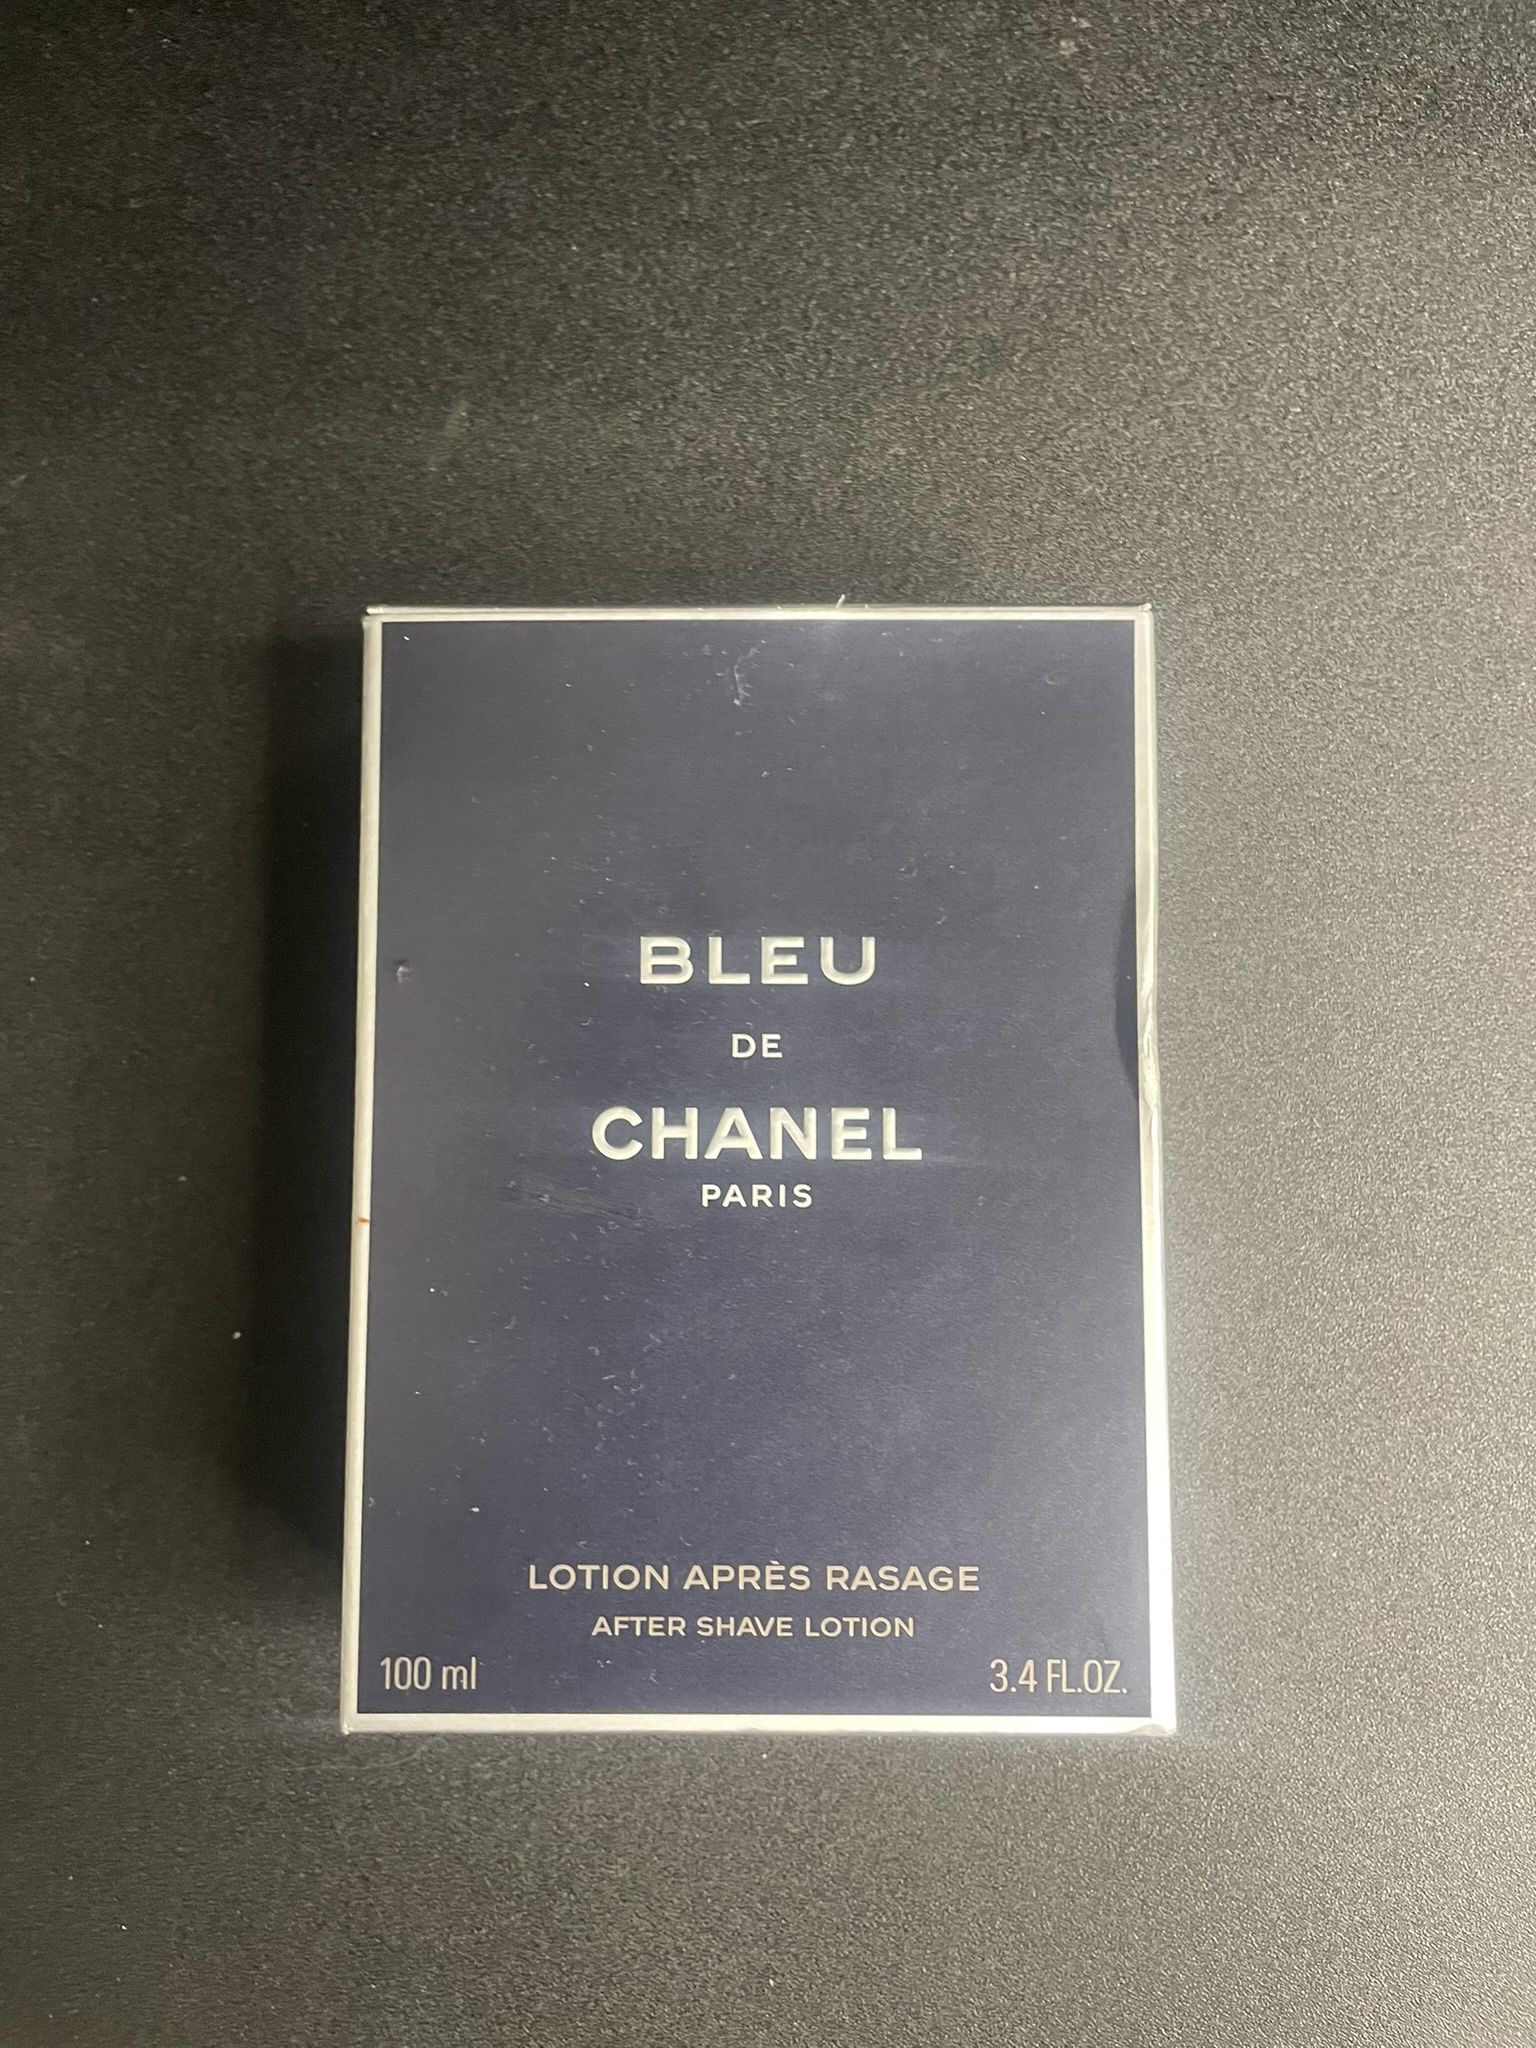 BLEU
DE
CHANEL
PARIS
LOTION APRÈS RASAGE
AFTER SHAVE LOTION
100 ml 3.4 FL.OZ.